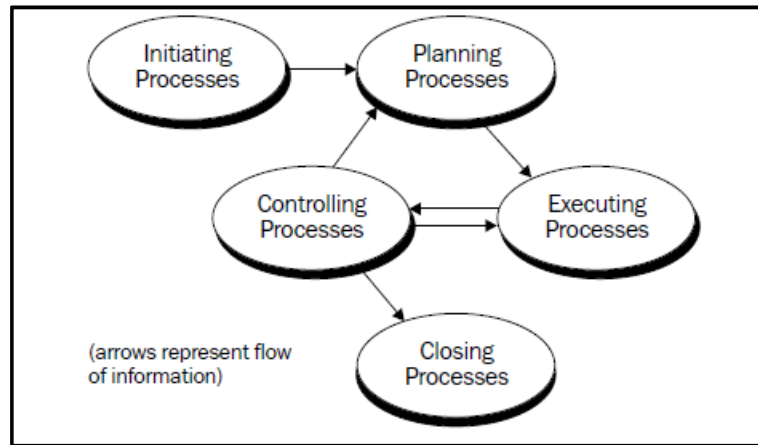 Initiating
Processes
Planning
Processes
Controlling
Processes
Executing
Processes
(arrows represent flow
of information)
Closing
Processes